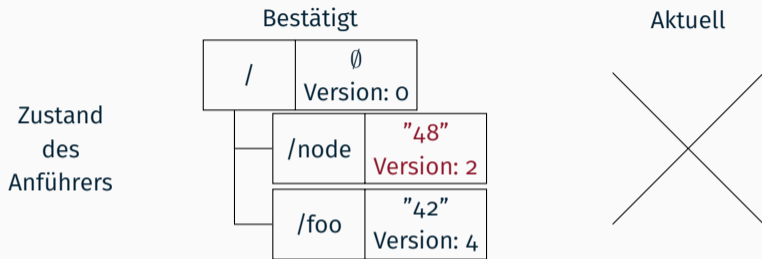 Bestätigt
Aktuell
/
∅
Version: 0
Zustand
des
Anführers
/node
"48"
Version: 2
/foo
"42"
Version: 4